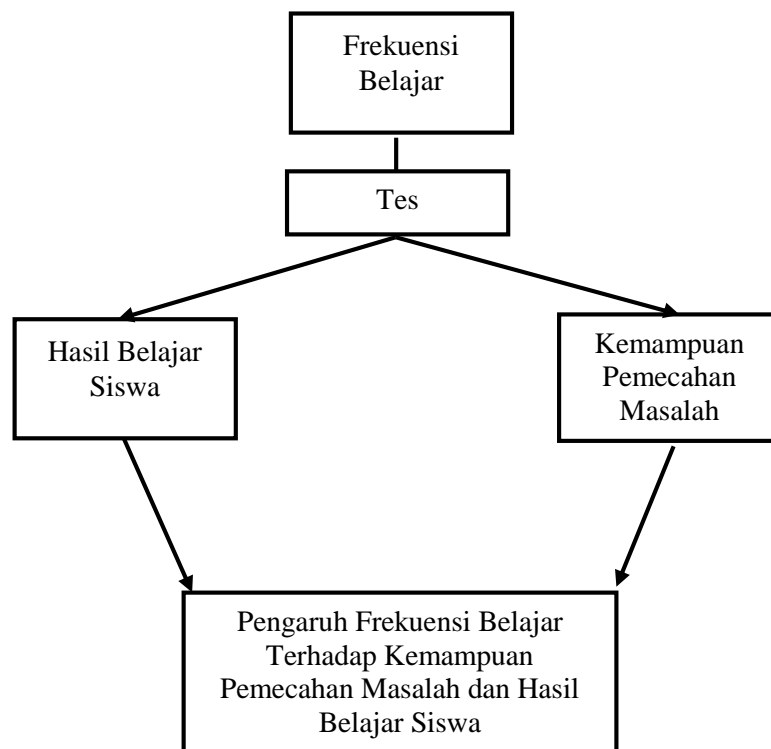 Frekuensi
Belajar
Tes
Hasil Belajar
Siswa
Kemampuan
Pemecahan
Masalah
Pengaruh Frekuensi Belajar
Terhadap Kemampuan
Pemecahan Masalah dan Hasil
Belajar Siswa